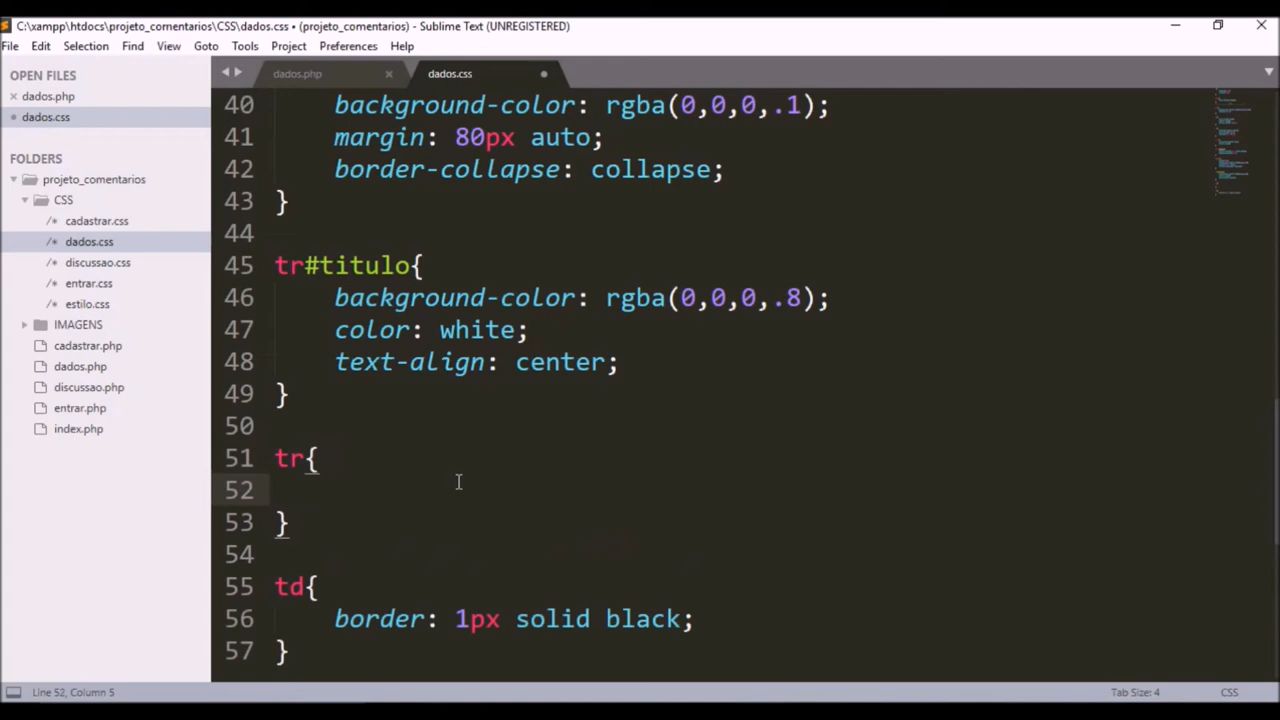 C:\xampp\htdocs\projeto_comentarios\CSS\dados.css • (projeto_comentarios) - Sublime Text (UNREGISTERED)
File Edit Selection Find View Goto Tools Project Preferences Help
OPEN FILES
dados.php
dados.css
FOLDERS
projeto_comentarios
CSS
/* cadastrar.css
/* dados.css
/* discussao.css
/* entrar.css
/* estilo.css
IMAGENS
cadastrar.php
dados.php
discussao.php
entrar.php
index.php
dados.php dados.css
40 background-color: rgba(0,0,0,.1);
41 margin: 80px auto;
42 border-collapse: collapse;
43 }
44
45 tr#titulo{
46 background-color: rgba(0,0,0,.8);
47 color: white;
48 text-align: center;
49 }
50
51 tr{
52
53 }
54
55 td{
56 border: 1px solid black;
57 }
Line 52, Column 5 Tab Size: 4 CSS